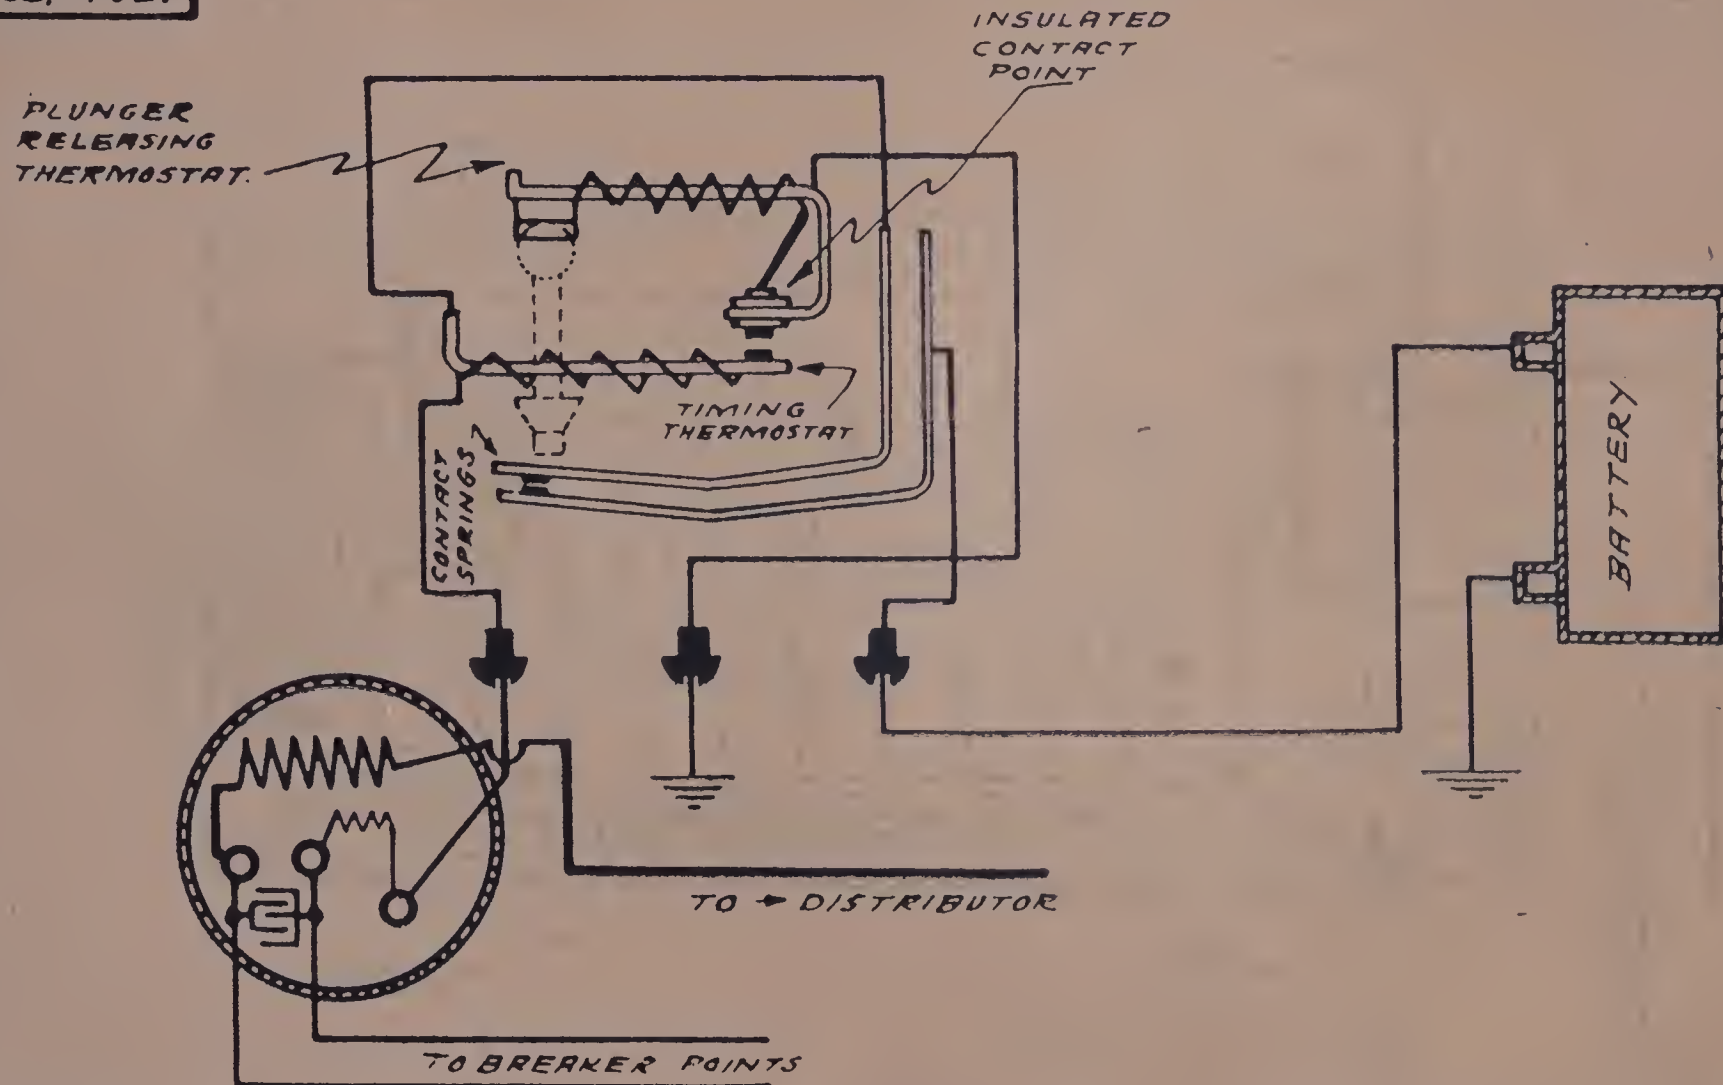 INSULATED
CONTACT
POINT
PLUNGER
RELEASING
THERMOSTAT.
TIMING
THERMOSTAT
CONTACT
SPRINGS
BATTERY
TO → DISTRIBUTOR
TO BREAKER POINTS